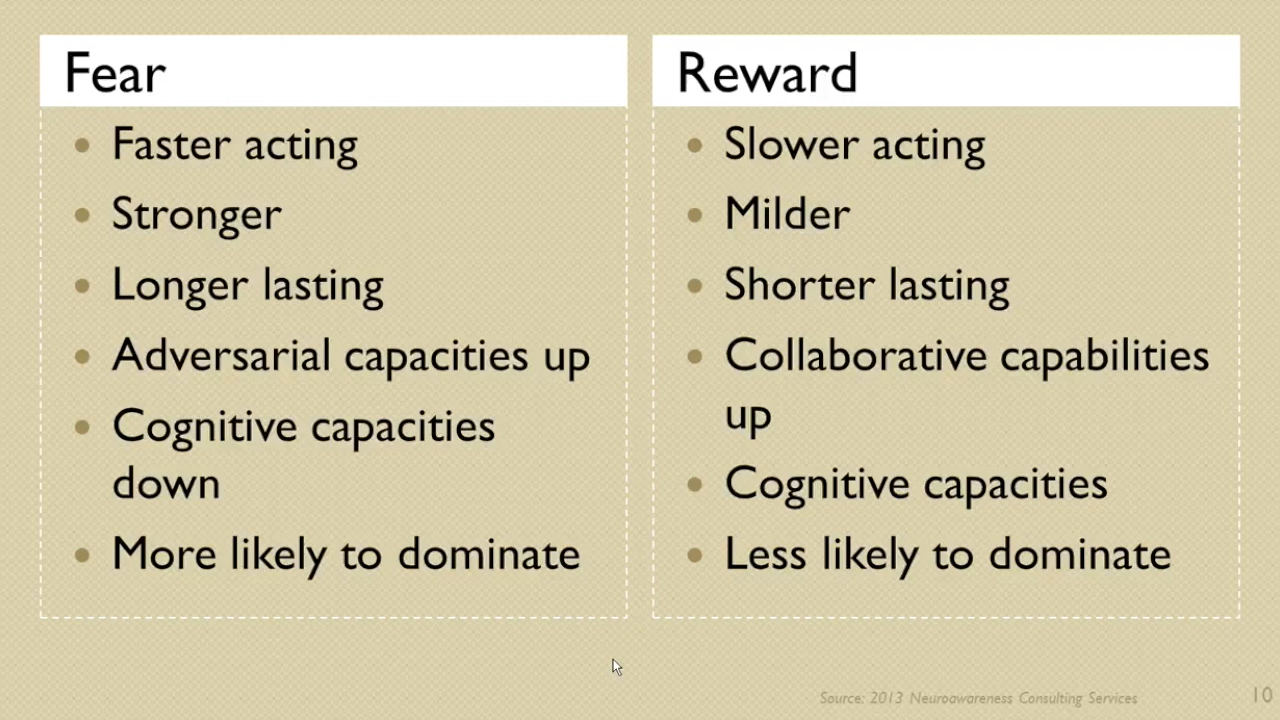 Fear
Faster acting
Stronger
Longer lasting
Adversarial capacities up
Cognitive capacities
down
More likely to dominate
Reward
Slower acting
Milder
Shorter lasting
Collaborative capabilities
up
Cognitive capacities
Less likely to dominate
Source: 2013 Neuroawareness Consulting Services
10